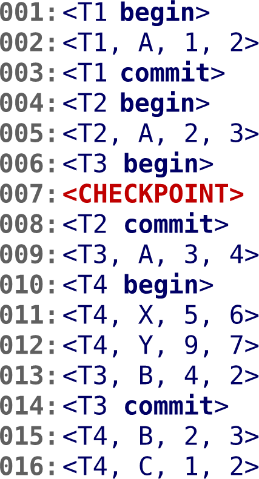 001:<T1 begin>
002:<T1, A, 1, 2>
003:<T1 commit>
004:<T2 begin>
005:<T2, A, 2, 3>
006:<T3 begin>
007:<CHECKPOINT>
008:<T2 commit>
009:<T3, A, 3, 4>
010:<T4 begin>
011:<T4, X, 5, 6>
012:<T4, Y, 9, 7>
013:<T3, B, 4, 2>
014:<T3 commit>
015:<T4, B, 2, 3>
016:<T4, C, 1, 2>